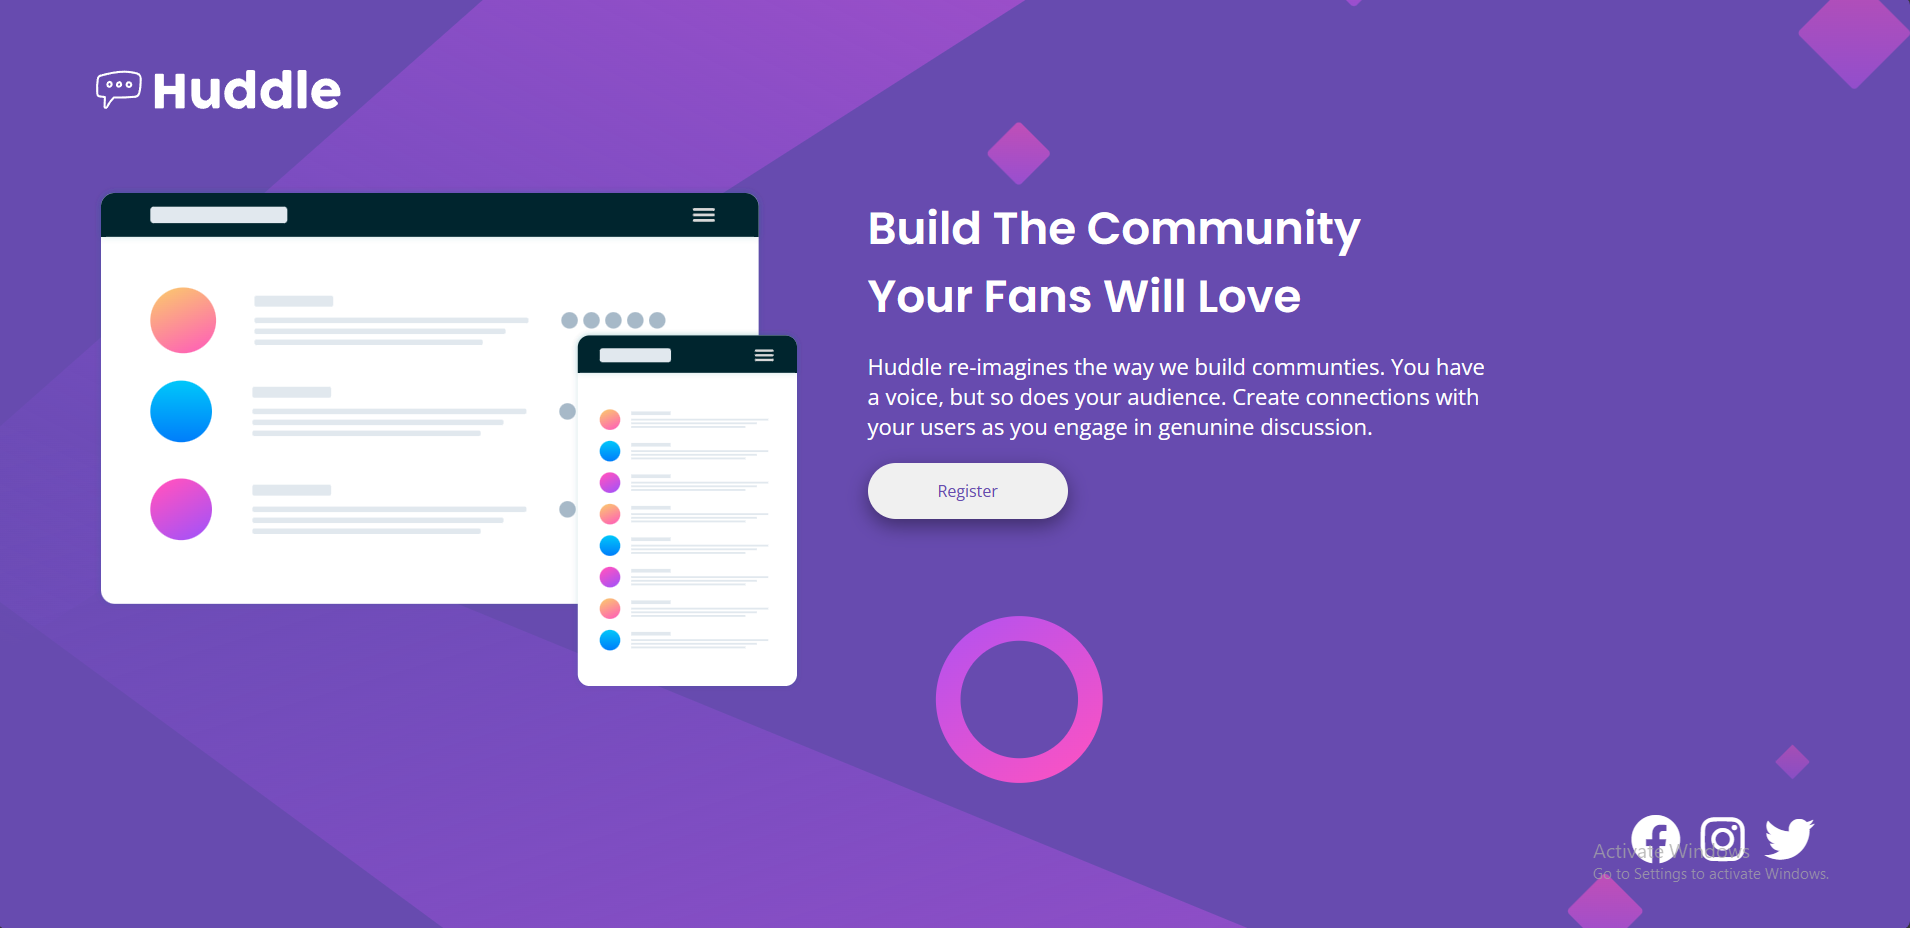 Huddle
Build The Community
Your Fans Will Love
Huddle re-imagines the way we build communties. You have
a voice, but so does your audience. Create connections with
your users as you engage in genunine discussion.
Register
Activate Windows
Go to Settings to activate Windows.